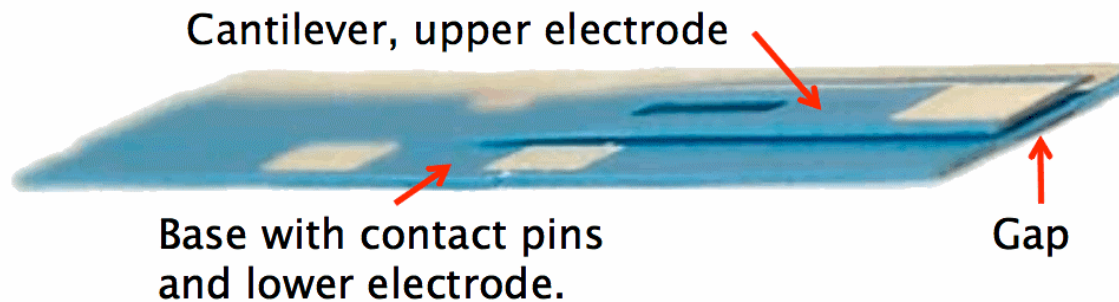 Cantilever, upper electrode
Base with contact pins
and lower electrode.
Gap